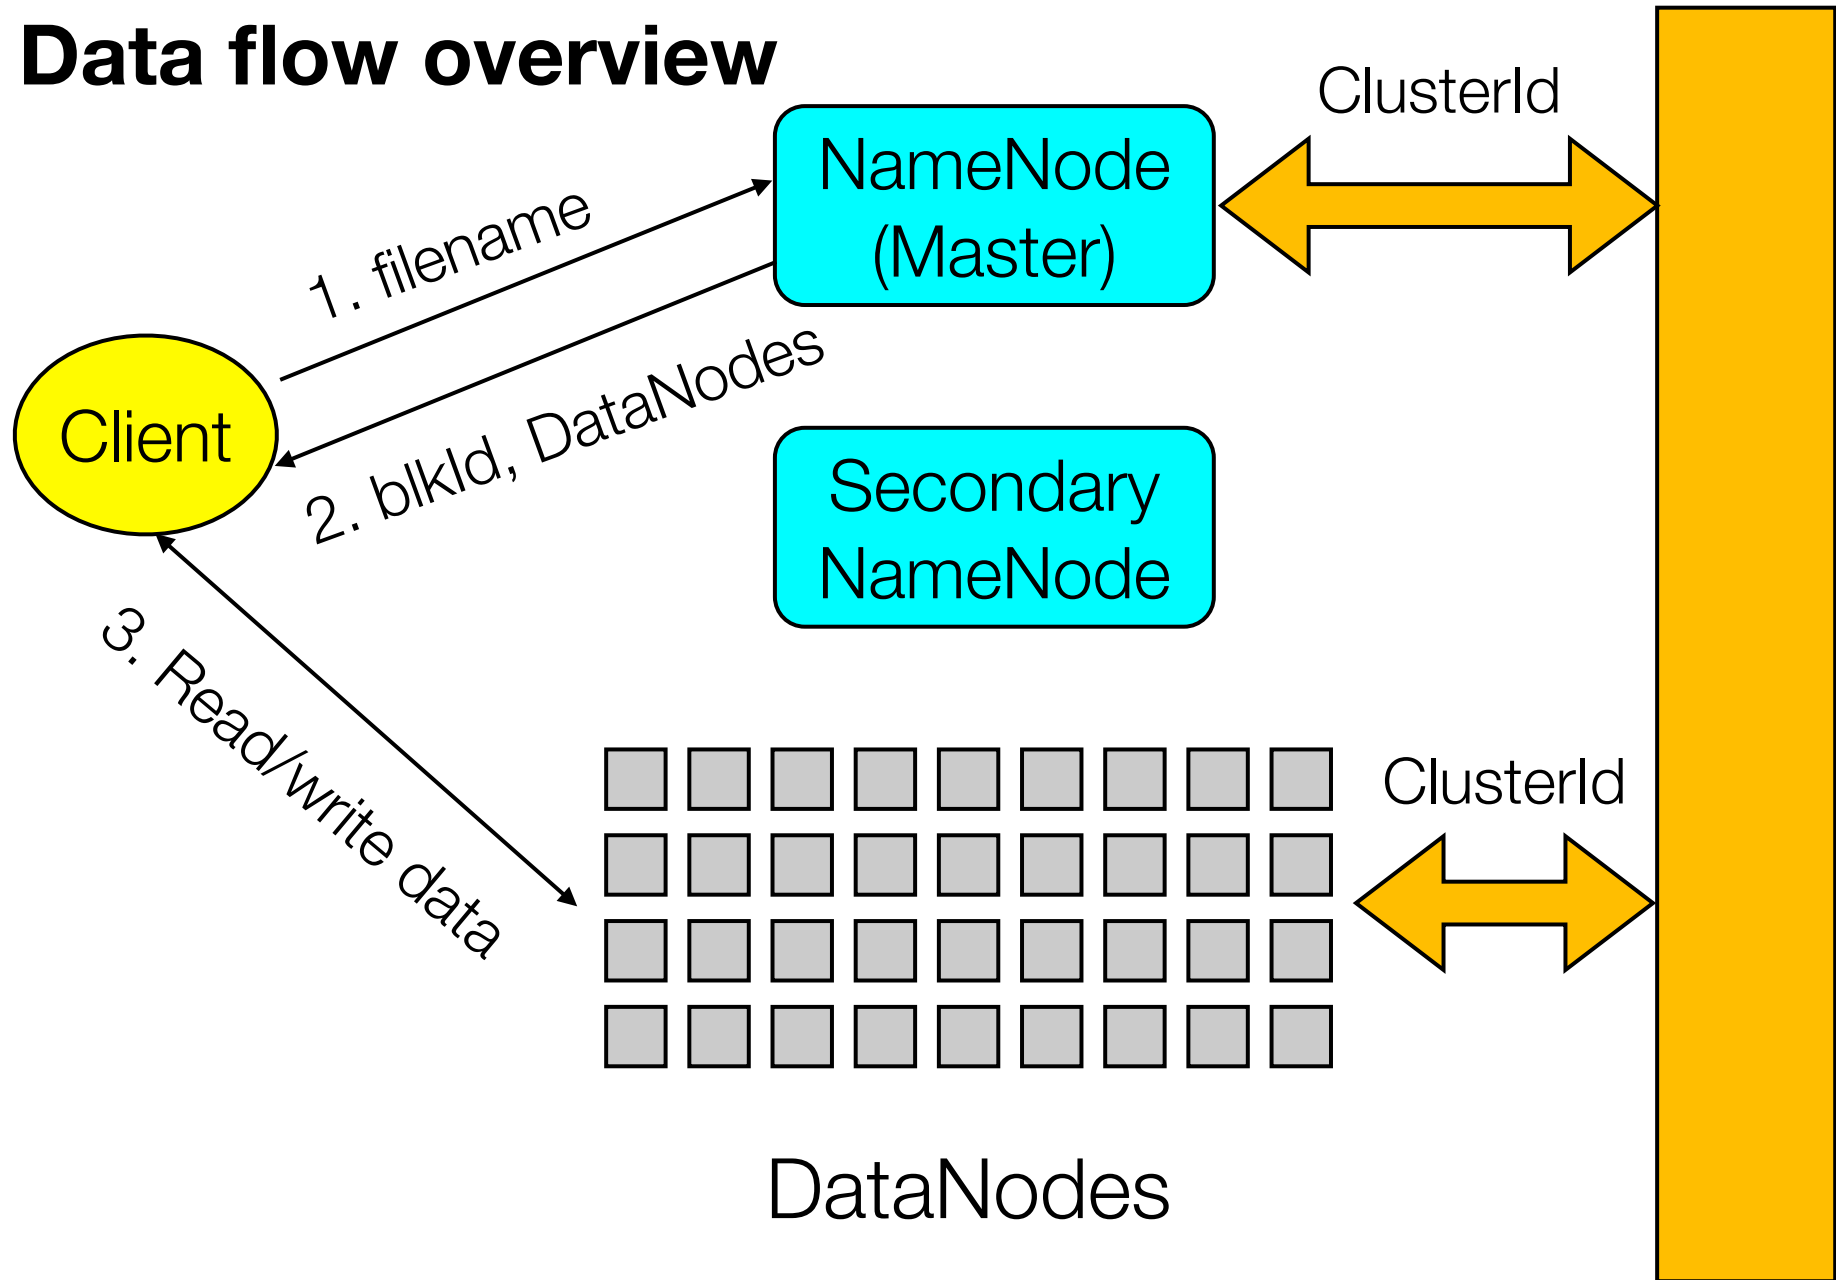 Data flow overview
ClusterId
NameNode
(Master)
1. filename
2. blkId, DataNodes
Client
Secondary
NameNode
3. Read/write data
ClusterId
DataNodes